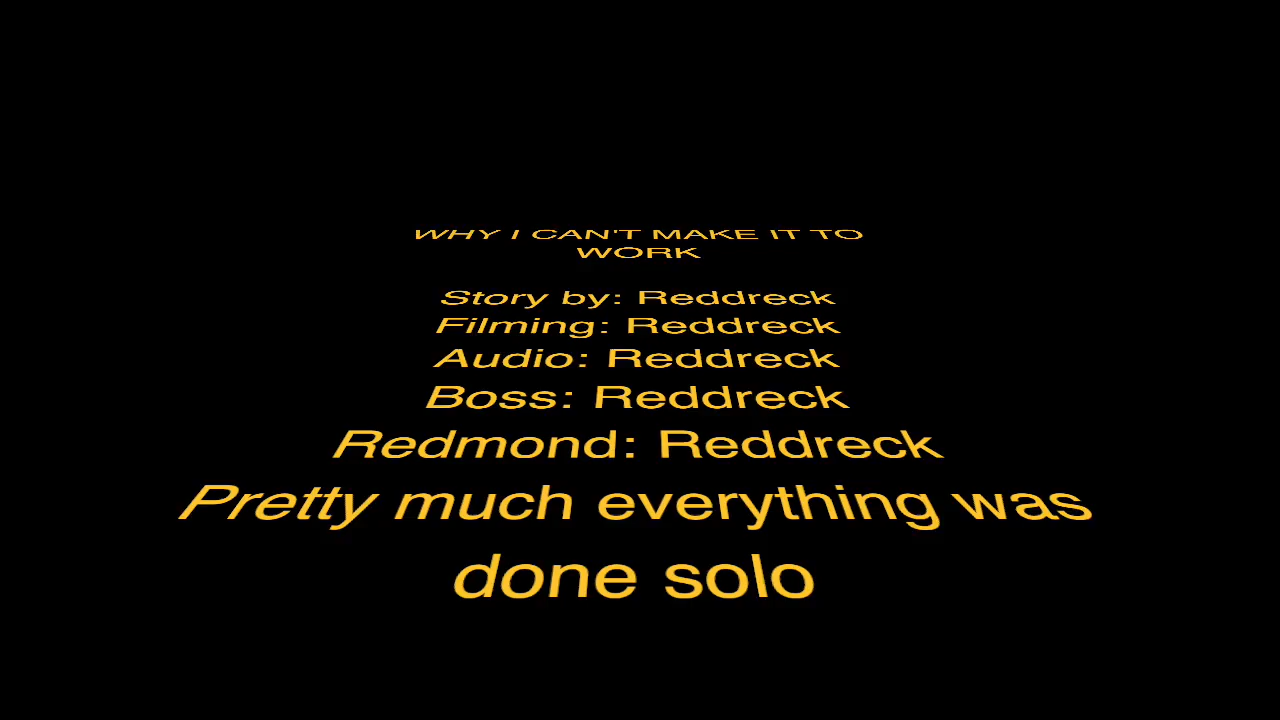 WHY I CAN'T MAKE IT TO
WORK
Story by: Reddreck
Filming: Reddreck
Audio: Reddreck
Boss: Reddreck
Redmond: Reddreck
Pretty much everything was
done solo